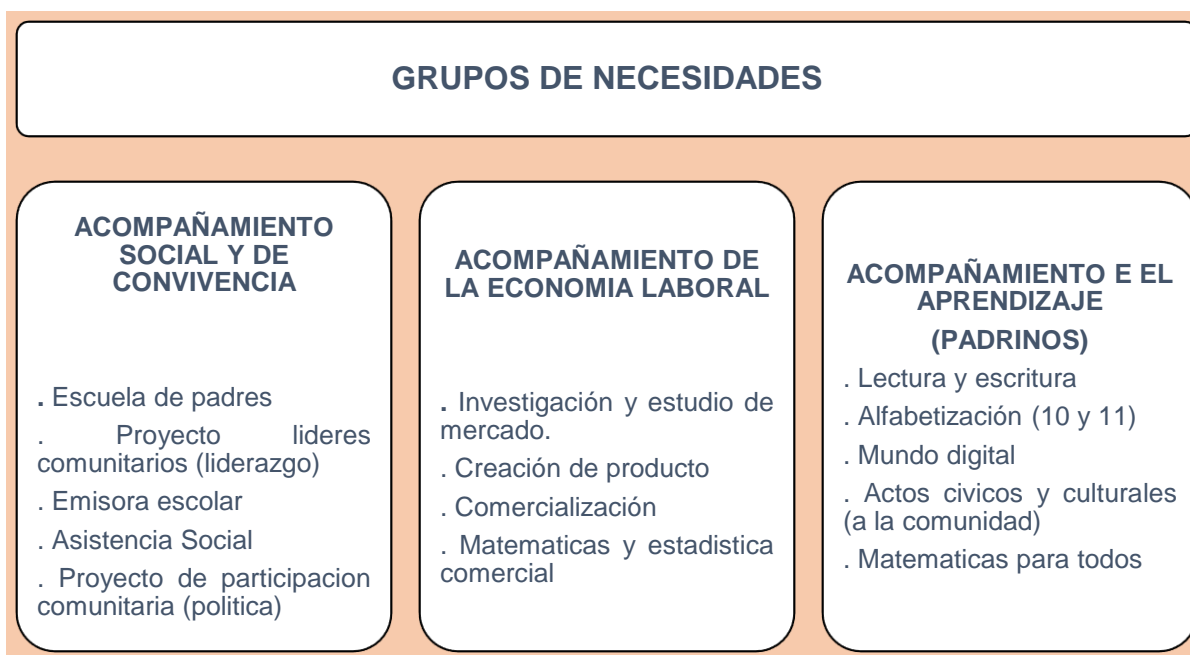 GRUPOS DE NECESIDADES
ACOMPAÑAMIENTO
SOCIAL Y DE
CONVIVENCIA
. Escuela de padres
. Proyecto lideres
comunitarios (liderazgo)
. Emisora escolar
. Asistencia Social
. Proyecto de participacion
comunitaria (politica)
ACOMPAÑAMIENTO DE
LA ECONOMIA LABORAL
. Investigación y estudio de
mercado.
. Creación de producto
. Comercialización
. Matematicas y estadistica
comercial
ACOMPAÑAMIENTO E EL
APRENDIZAJE
(PADRINOS)
. Lectura y escritura
. Alfabetización (10 y 11)
. Mundo digital
. Actos civicos y culturales
(a la comunidad)
. Matematicas para todos